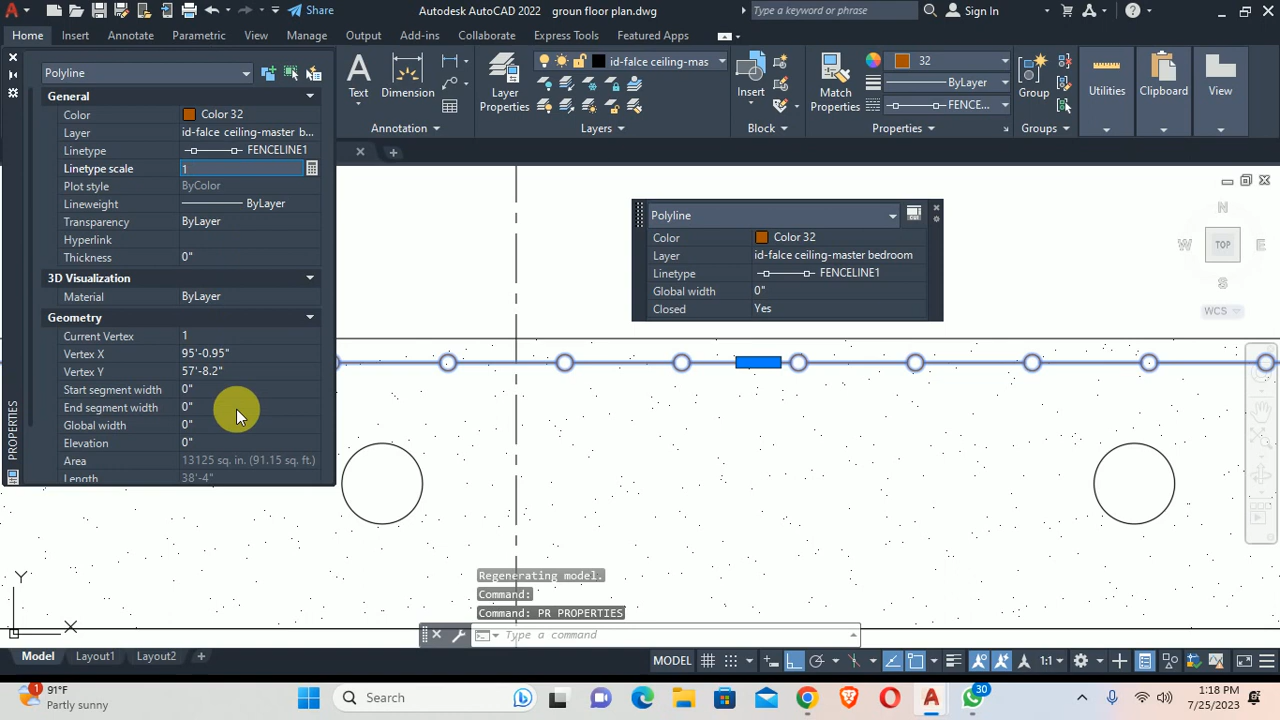 A Share Autodesk AutoCAD 2022 groun floor plan.dwg Type a keyword or phrase Sign In
Home Insert Annotate Parametric View Manage Output Add-ins Collaborate Express Tools Featured Apps
Polyline
General
Color Color 32
Layer id-falce ceiling-master b...
Linetype FENCELINE1
Linetype scale 1
Plot style ByColor
Lineweight ByLayer
Transparency ByLayer
Hyperlink
Thickness 0"
3D Visualization
Material ByLayer
Geometry
Current Vertex 1
Vertex X 95'-0.95"
Vertex Y 57'-8.2"
Start segment width 0"
End segment width 0"
Global width 0"
Elevation 0"
Area 13125 sq. in. (91.15 sq. ft.)
Length 38'-4"
PROPERTIES
Text
Dimension
Annotation
Layer Properties
id-falce ceiling-mas
Layers
Insert
Block
Match Properties
32
ByLayer
FENCE...
Properties
Group
Groups
Utilities
Clipboard
View
Polyline
Color Color 32
Layer id-falce ceiling-master bedroom
Linetype FENCELINE1
Global width 0"
Closed Yes
N
W TOP E
S
WCS
Y
X
Regenerating model.
Command:
Command: PR PROPERTIES
Type a command
Model Layout1 Layout2 +
MODEL 1:1
1 91°F
Partly sunny
Search
30
1:18 PM
7/25/2023